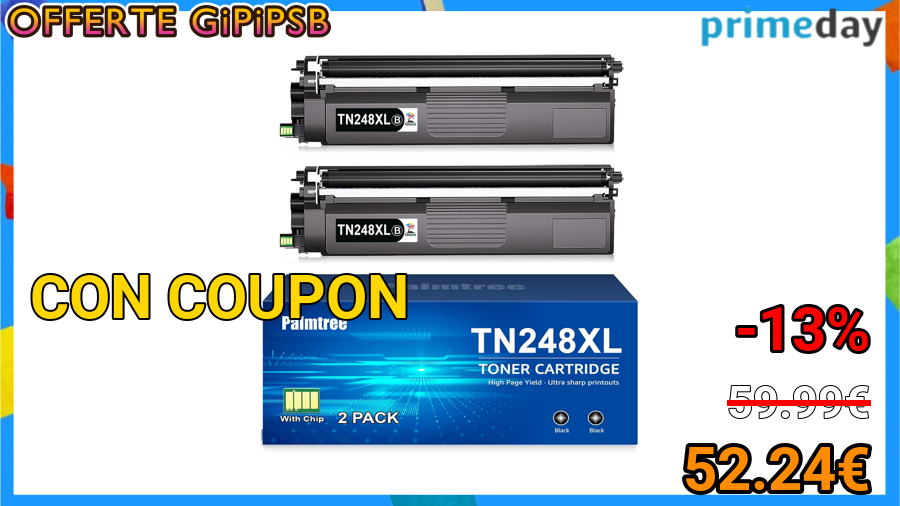 OFFERTE GiPiPSB
primeday
TN248XL B
TN248XL B
CON COUPON
Palmtree
Palmtree
TN248XL
TONER CARTRIDGE
High Page Yield · Ultra sharp printouts
With Chip
2 PACK
Black
Black
-13%
59.99€
52.24€